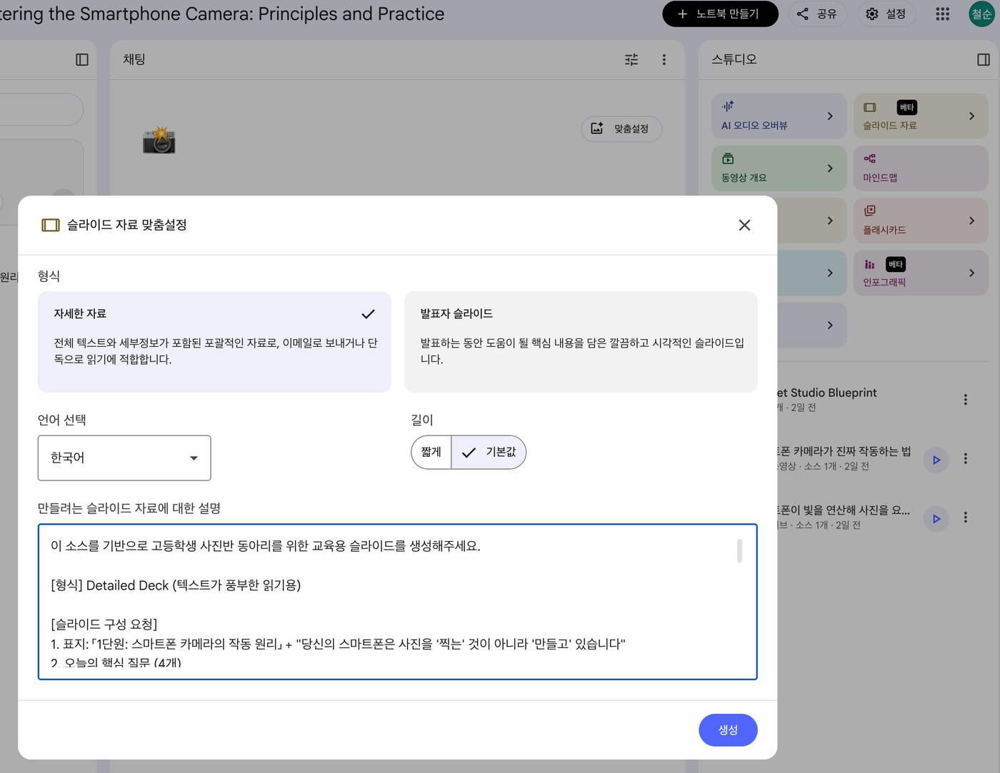 tering the Smartphone Camera: Principles and Practice
노트북 만들기
공유
설정
철순
채팅
스튜디오
맞춤설정
AI 오디오 오버뷰
베타
슬라이드 자료
동영상 개요
마인드맵
플래시카드
베타
인포그래픽
원리
슬라이드 자료 맞춤설정
형식
자세한 자료
전체 텍스트와 세부정보가 포함된 포괄적인 자료로, 이메일로 보내거나 단
독으로 읽기에 적합합니다.
발표자 슬라이드
발표하는 동안 도움이 될 핵심 내용을 담은 깔끔하고 시각적인 슬라이드입
니다.
언어 선택
한국어
길이
짧게
기본값
만들려는 슬라이드 자료에 대한 설명
이 소스를 기반으로 고등학생 사진반 동아리를 위한 교육용 슬라이드를 생성해주세요.
[형식] Detailed Deck (텍스트가 풍부한 읽기용)
[슬라이드 구성 요청]
1. 표지: 「1단원: 스마트폰 카메라의 작동 원리」 + "당신의 스마트폰은 사진을 '찍는' 것이 아니라 '만들고' 있습니다"
2. 오늘의 핵심 질문 (4개)
생성
et Studio Blueprint
개 · 2일 전
트폰 카메라가 진짜 작동하는 법
동영상 · 소스 1개 · 2일 전
트폰이 빛을 연산해 사진을 요...
브 · 소스 1개 · 2일 전